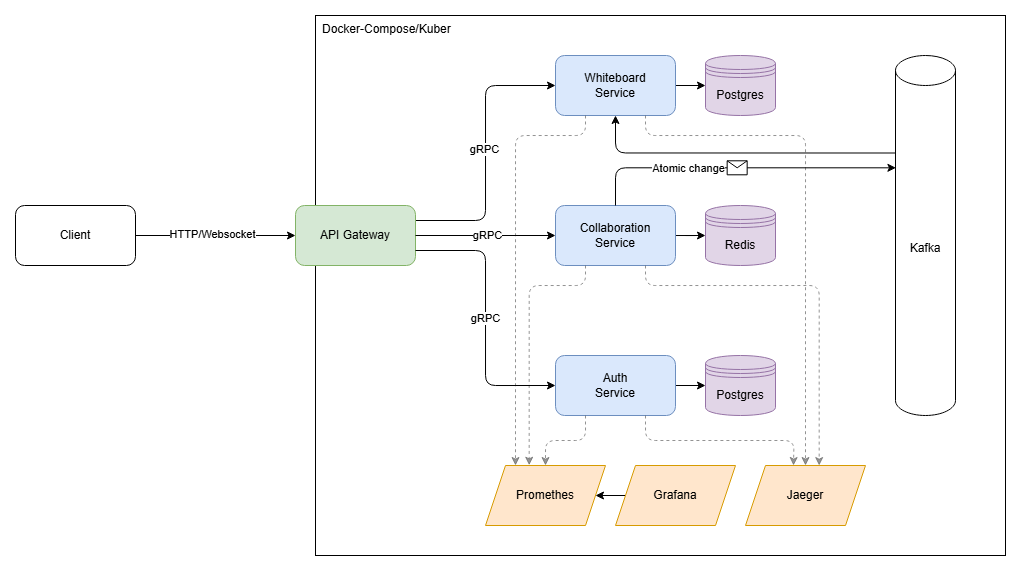 Docker-Compose/Kuber
Whiteboard
Service
Postgres
gRPC
Atomic change
Client
HTTP/Websocket
API Gateway
gRPC
Collaboration
Service
Redis
Kafka
gRPC
Auth
Service
Postgres
Promethes
Grafana
Jaeger